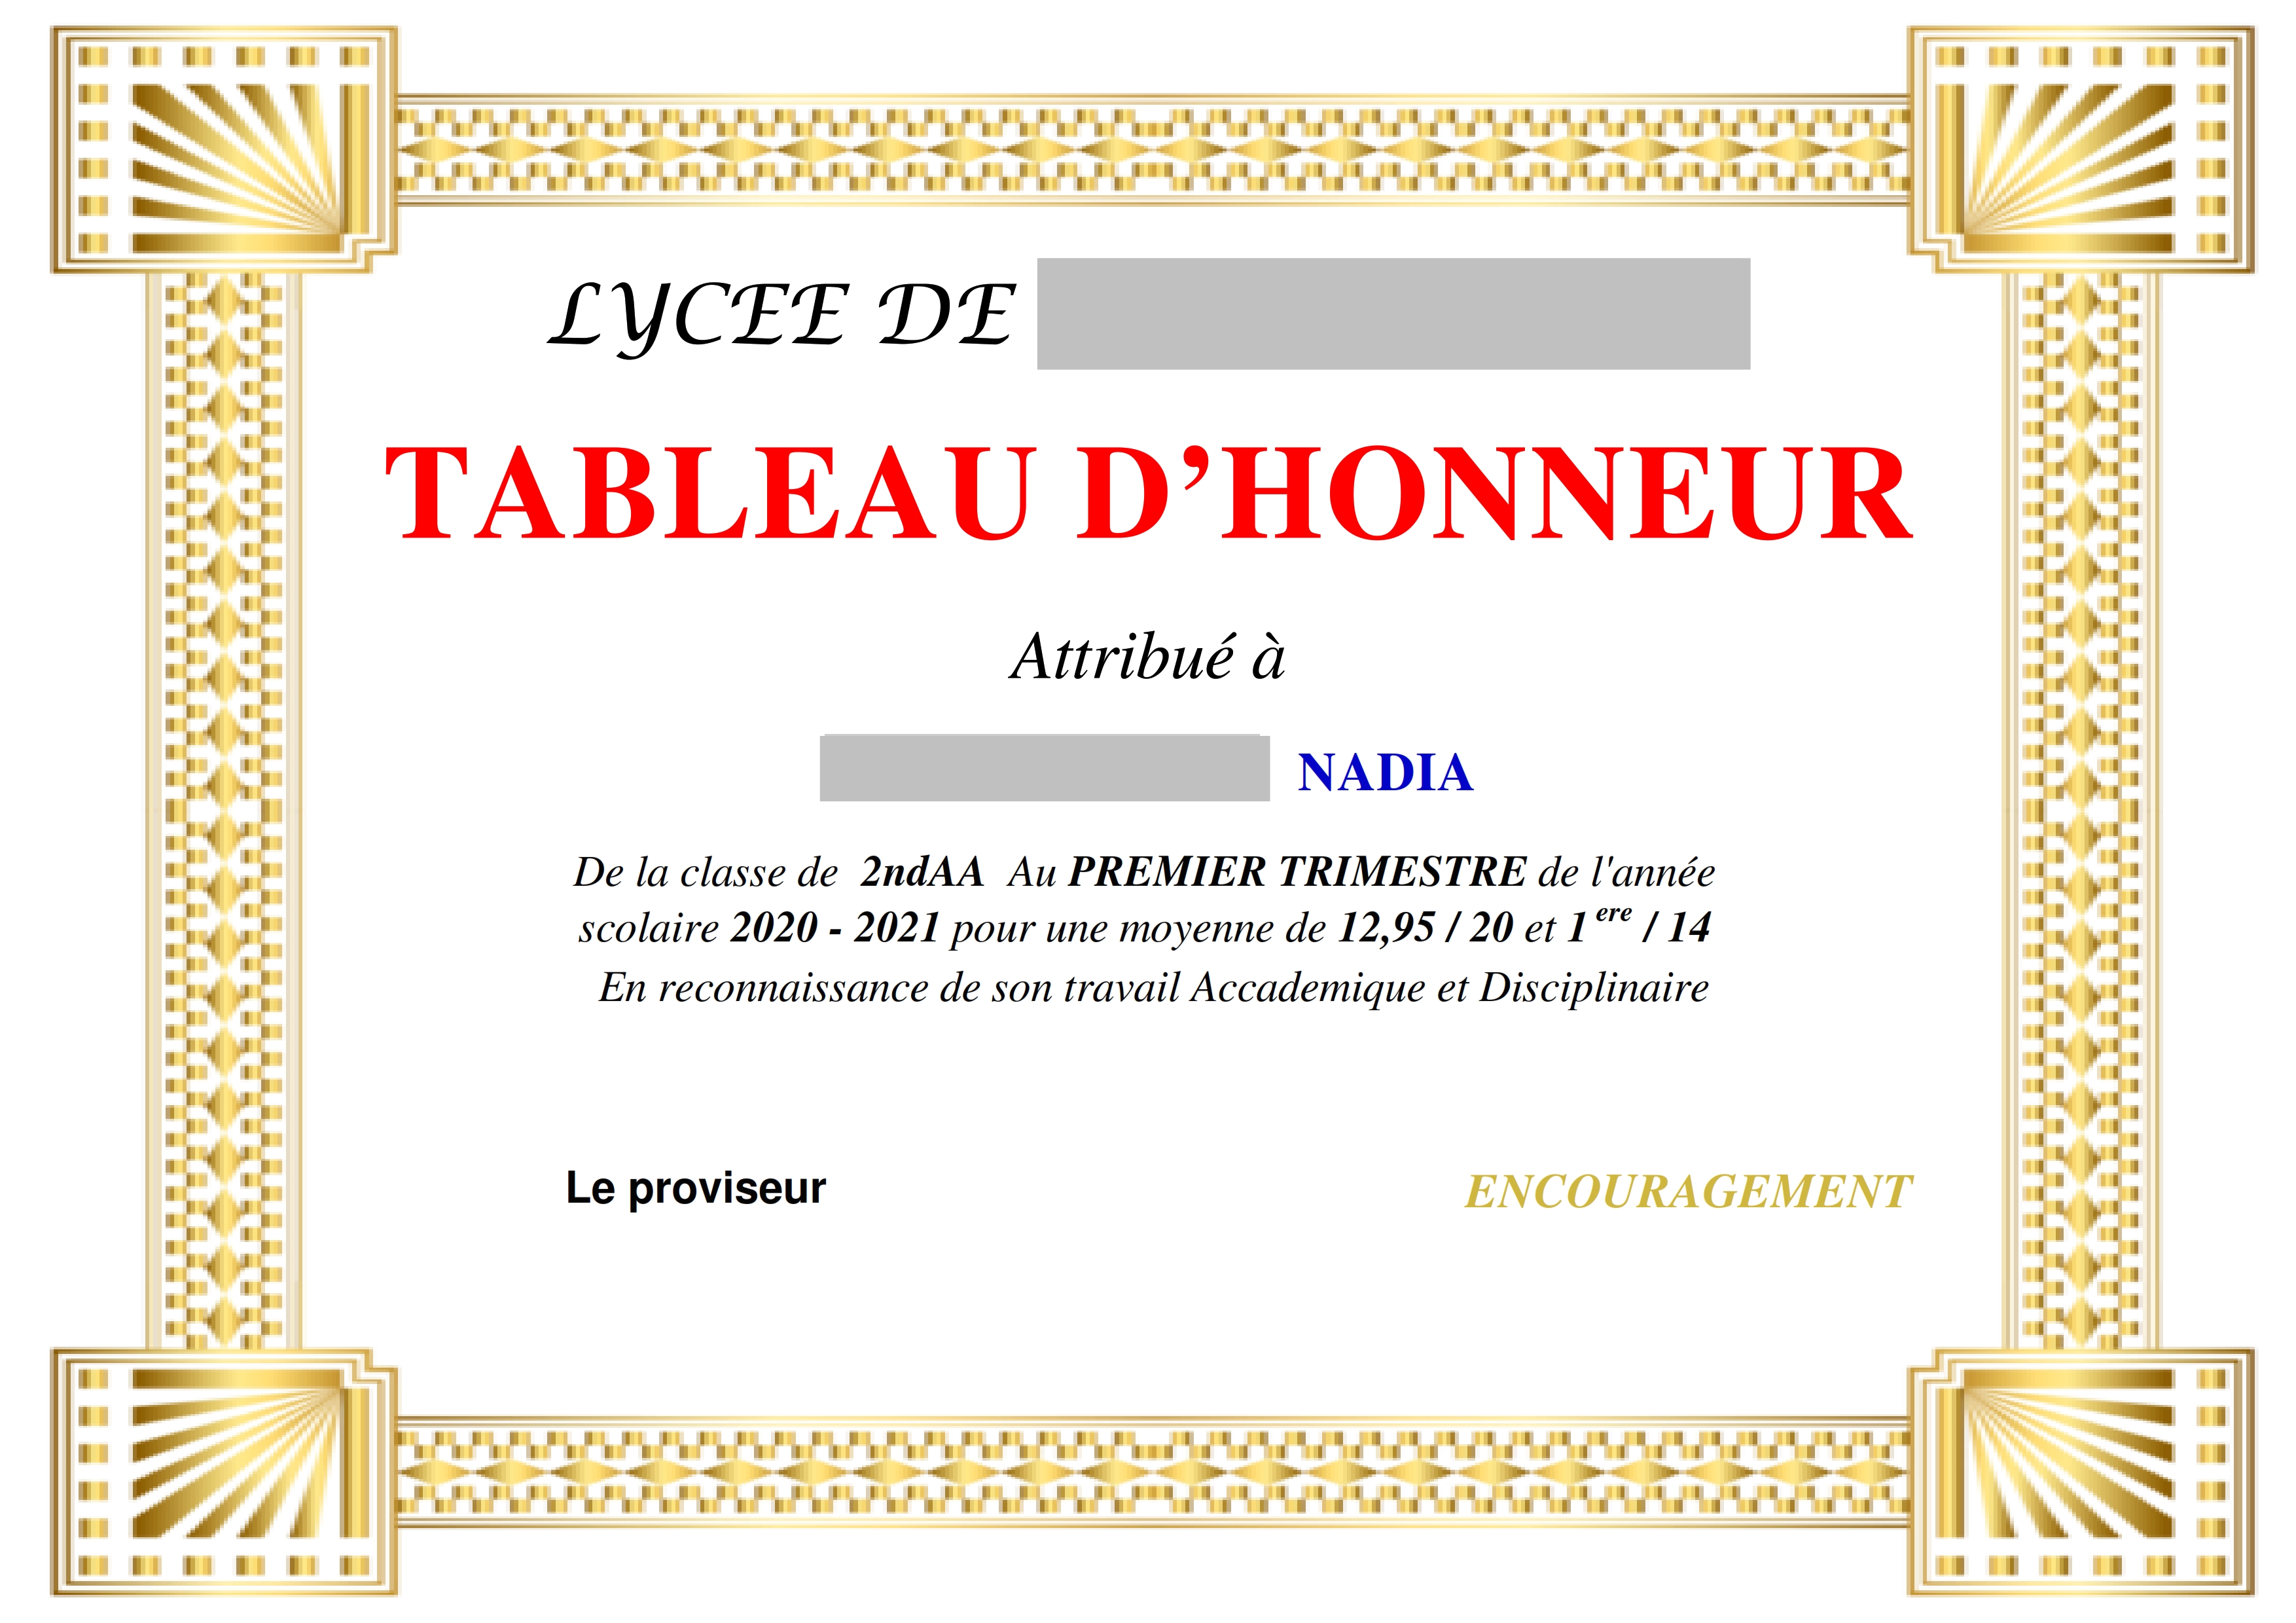 LYCEE DE
TABLEAU D’HONNEUR
Attribué à
NADIA
De la classe de 2ndAA Au PREMIER TRIMESTRE de l'année
scolaire 2020 - 2021 pour une moyenne de 12,95 / 20 et 1 ere / 14
En reconnaissance de son travail Accademique et Disciplinaire
Le proviseur
ENCOURAGEMENT